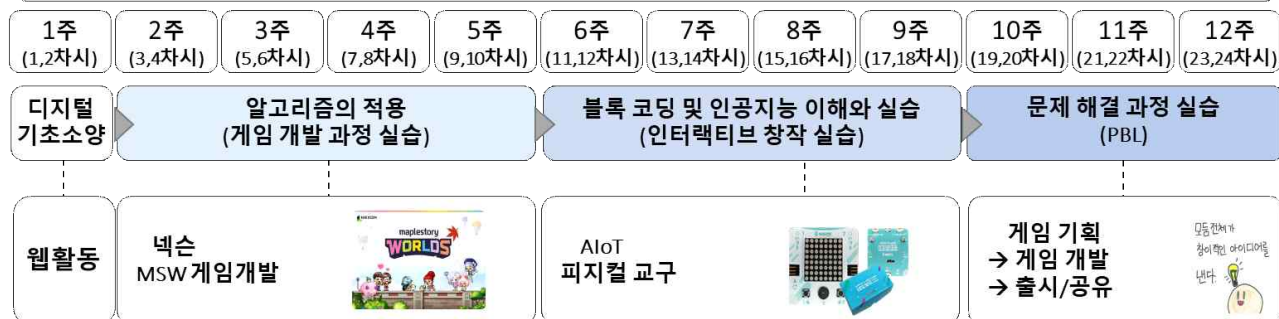 1주 2주 3주 4주 5주 6주 7주 8주 9주 10주 11주 12주
(1,2차시) (3,4차시) (5,6차시) (7,8차시) (9,10차시) (11,12차시) (13,14차시) (15,16차시) (17,18차시) (19,20차시) (21,22차시) (23,24차시)
디지털
기초소양
알고리즘의 적용
(게임 개발 과정 실습)
블록 코딩 및 인공지능 이해와 실습
(인터랙티브 창작 실습)
문제 해결 과정 실습
(PBL)
웹활동
넥슨
MSW 게임개발
NEXON
maplestory
WORLDS
AIoT
피지컬 교구
게임 기획
→ 게임 개발
→ 출시/공유
모둠전체가
창의적인 아이디어를
낸다.